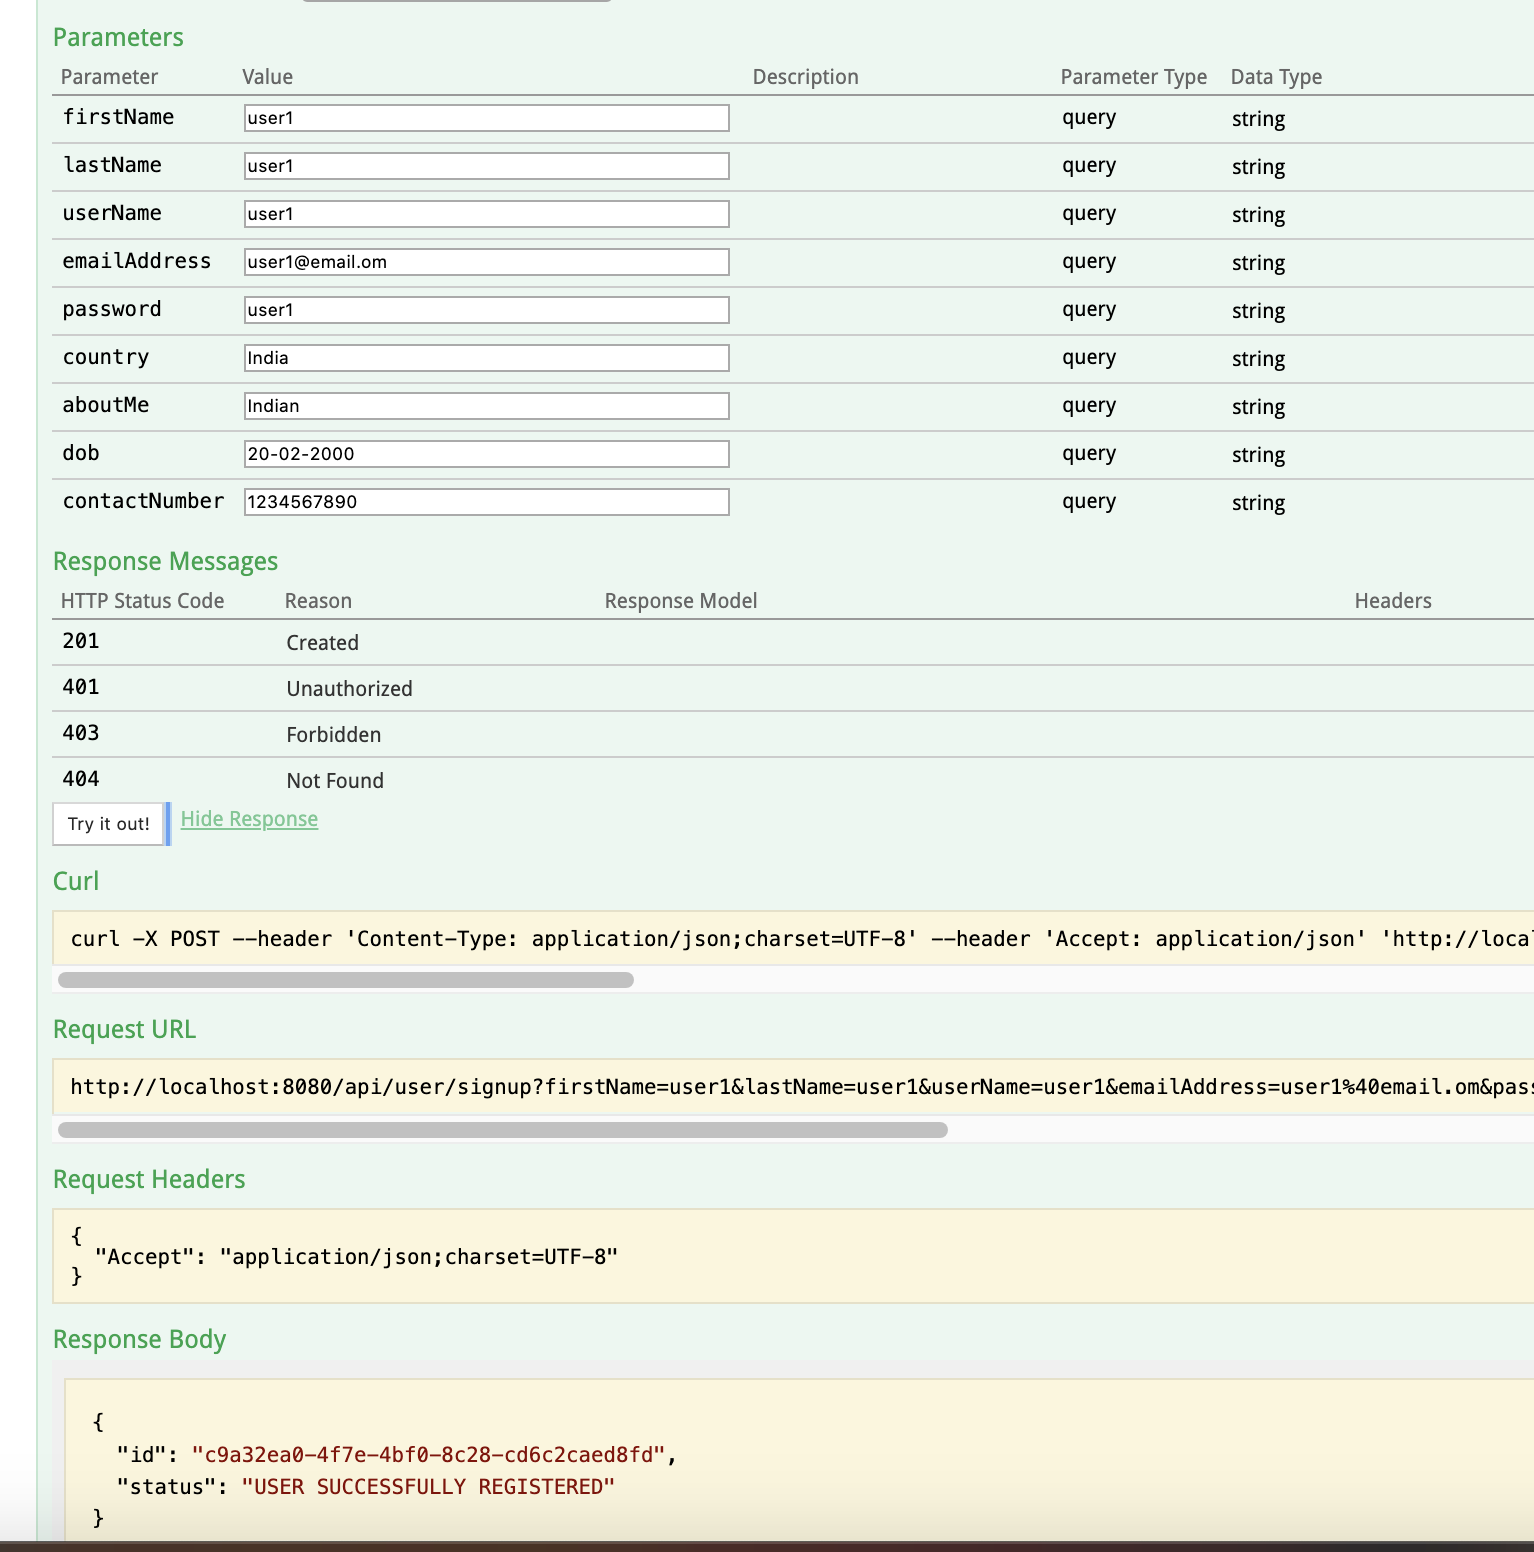 Parameters
Parameter Value Description Parameter Type Data Type
firstName user1 query string
lastName user1 query string
userName user1 query string
emailAddress user1@email.om query string
password user1 query string
country India query string
aboutMe Indian query string
dob 20-02-2000 query string
contactNumber 1234567890 query string
Response Messages
HTTP Status Code Reason Response Model Headers
201 Created
401 Unauthorized
403 Forbidden
404 Not Found
Try it out! Hide Response
Curl
curl -X POST --header 'Content-Type: application/json;charset=UTF-8' --header 'Accept: application/json' 'http://loca
Request URL
http://localhost:8080/api/user/signup?firstName=user1&lastName=user1&userName=user1&emailAddress=user1%40email.om&pass
Request Headers
{
"Accept": "application/json;charset=UTF-8"
}
Response Body
{
"id": "c9a32ea0-4f7e-4bf0-8c28-cd6c2caed8fd",
"status": "USER SUCCESSFULLY REGISTERED"
}